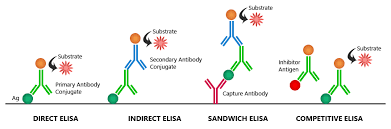 Substrate
Primary Antibody
Conjugate
Ag
DIRECT ELISA
Substrate
Secondary Antibody
Conjugate
INDIRECT ELISA
Substrate
Capture Antibody
SANDWICH ELISA
Inhibitor
Antigen
Substrate
COMPETITIVE ELISA